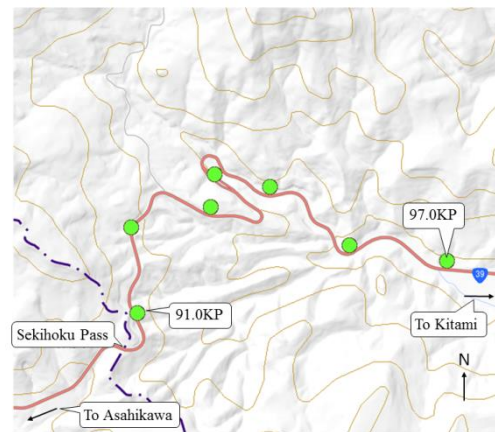 97.0KP
39
91.0KP
To Kitami
Sekihoku Pass
N
To Asahikawa